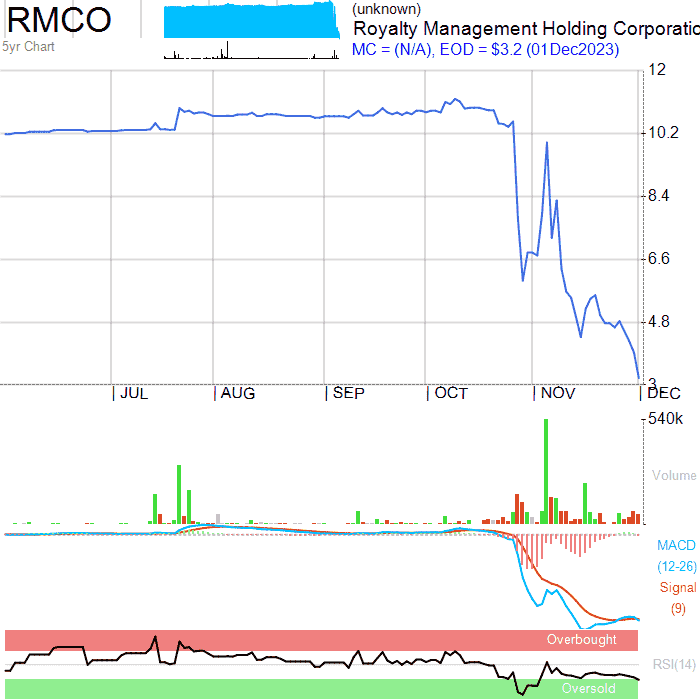 RMCO
(unknown)
Royalty Management Holding Corporatio
5yr Chart
MC = (N/A), EOD = $3.2 (01Dec2023)
12
10.2
8.4
6.6
4.8
3
JUL AUG SEP OCT NOV DEC
540k
Volume
MACD
(12-26)
Signal
(9)
Overbought
RSI(14)
Oversold